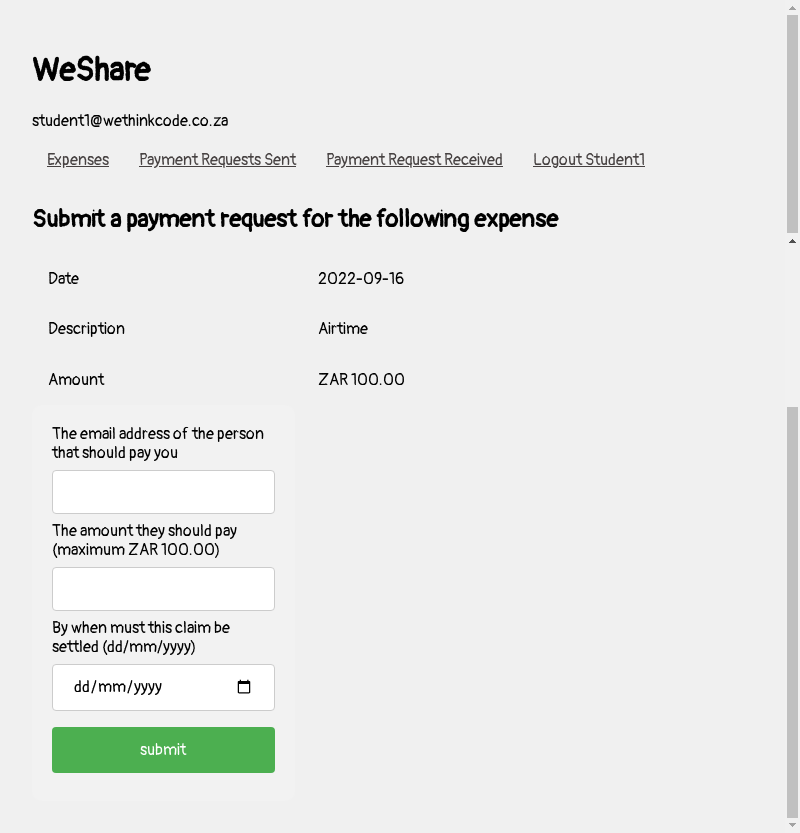 WeShare
student1@wethinkcode.co.za
Expenses Payment Requests Sent Payment Request Received Logout Student1
Submit a payment request for the following expense
Date 2022-09-16
Description Airtime
Amount ZAR 100.00
The email address of the person
that should pay you
The amount they should pay
(maximum ZAR 100.00)
By when must this claim be
settled (dd/mm/yyyy)
dd/mm/yyyy
submit